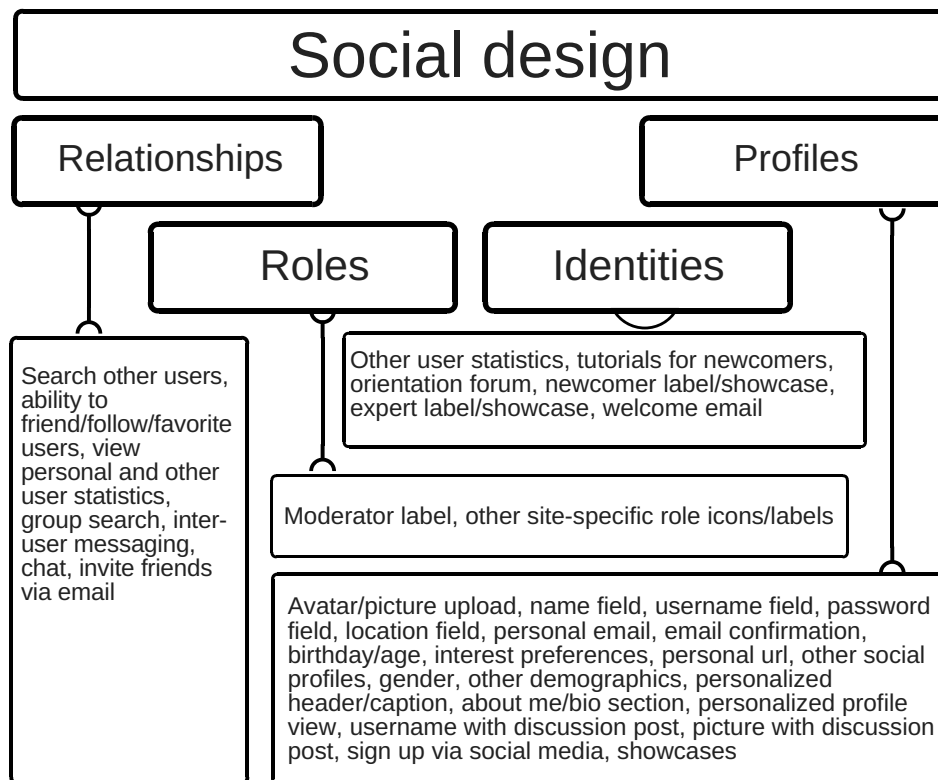 Social design
Relationships
Profiles
Roles
Identities
Search other users,
ability to
friend/follow/favorite
users, view
personal and other
user statistics,
group search, inter-
user messaging,
chat, invite friends
via email
Other user statistics, tutorials for newcomers,
orientation forum, newcomer label/showcase,
expert label/showcase, welcome email
Moderator label, other site-specific role icons/labels
Avatar/picture upload, name field, username field, password
field, location field, personal email, email confirmation,
birthday/age, interest preferences, personal url, other social
profiles, gender, other demographics, personalized
header/caption, about me/bio section, personalized profile
view, username with discussion post, picture with discussion
post, sign up via social media, showcases